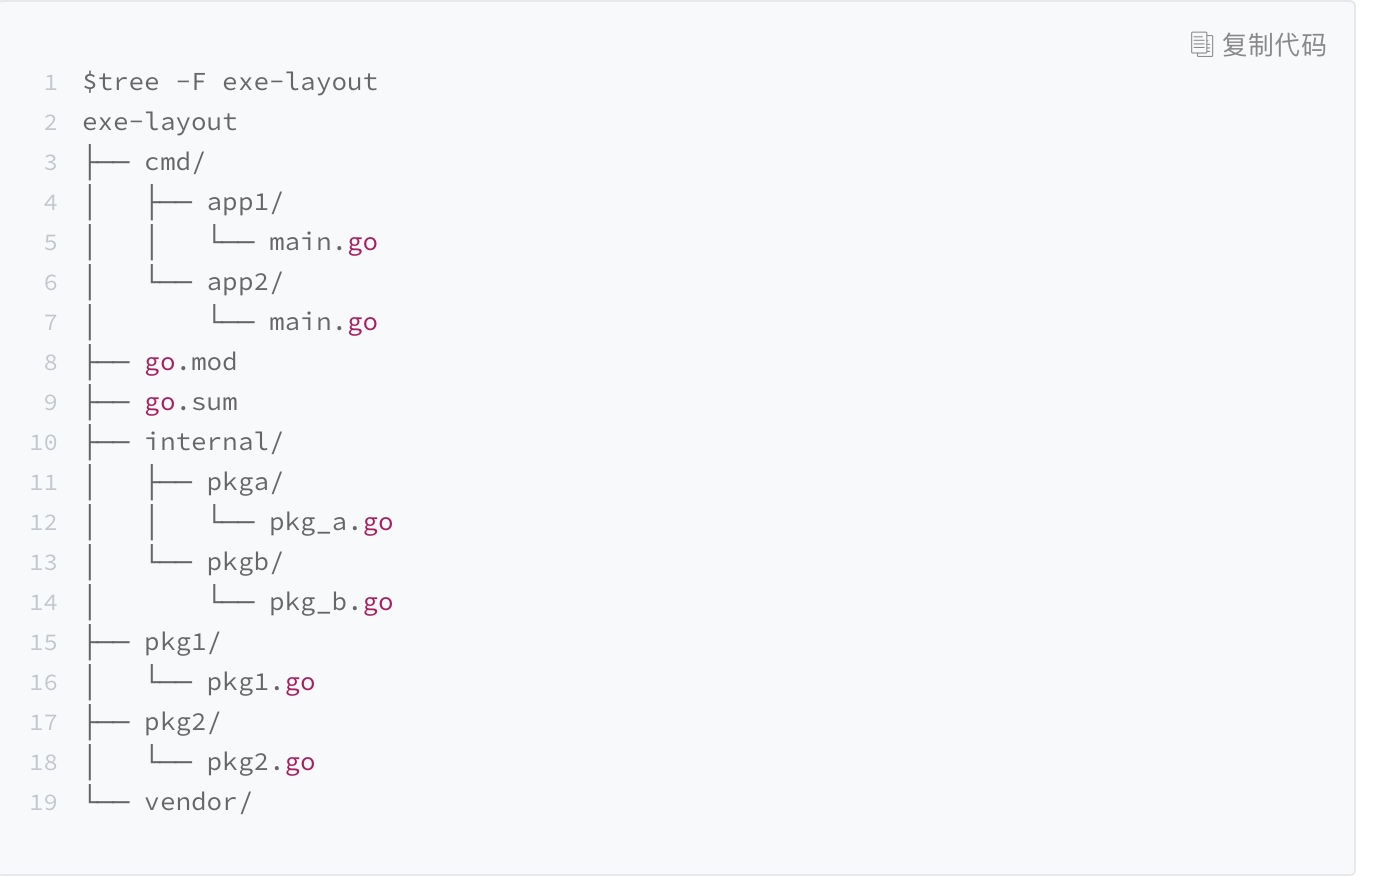 复制代码
1 $tree -F exe-layout
2 exe-layout
3 ├── cmd/
4 │   ├── app1/
5 │   │   └── main.go
6 │   └── app2/
7 │       └── main.go
8 ├── go.mod
9 ├── go.sum
10 ├── internal/
11 │   ├── pkga/
12 │   │   └── pkg_a.go
13 │   └── pkgb/
14 │       └── pkg_b.go
15 ├── pkg1/
16 │   └── pkg1.go
17 ├── pkg2/
18 │   └── pkg2.go
19 └── vendor/